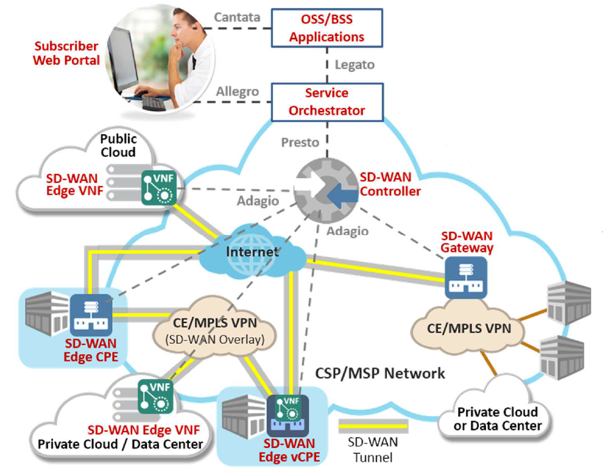 Cantata
OSS/BSS
Applications
Subscriber
Web Portal
Legato
Allegro
Service
Orchestrator
Presto
Public
Cloud
SD-WAN
Edge VNF
VNF
SD-WAN
Controller
Adagio
Adagio
SD-WAN
Gateway
Internet
CE/MPLS VPN
(SD-WAN Overlay)
CE/MPLS VPN
SD-WAN
Edge CPE
CSP/MSP Network
VNF
VNF
SD-WAN Edge VNF
Private Cloud / Data Center
SD-WAN
Edge vCPE
SD-WAN
Tunnel
Private Cloud
or Data Center